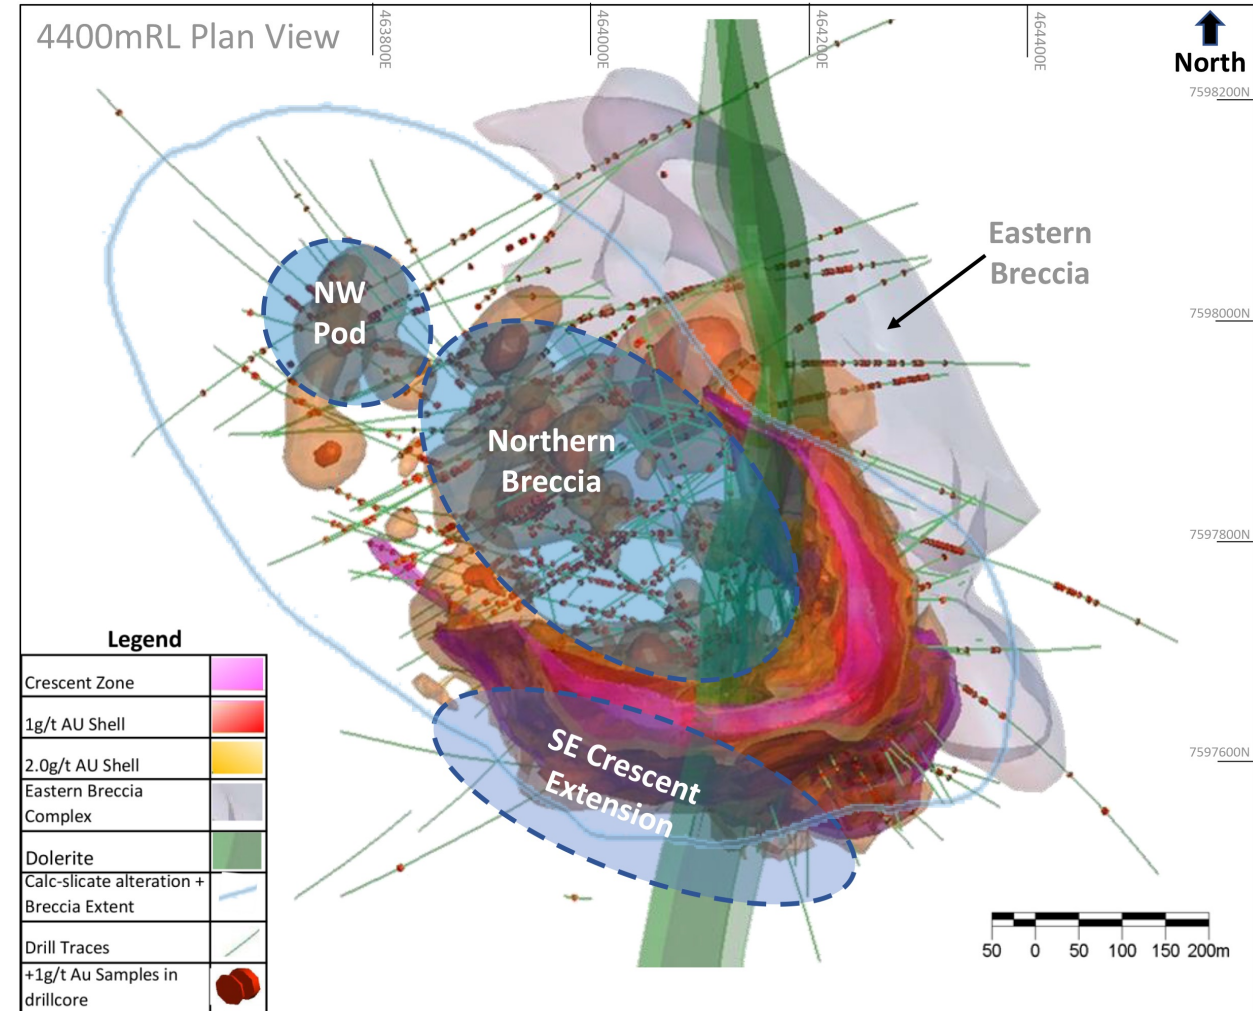 4400mRL Plan View
463800E
464000E
464200E
464400E
North
7598200N
Eastern
Breccia
NW
Pod
7598000N
Northern
Breccia
7597800N
SE Crescent
Extension
7597600N
Legend
Crescent Zone
1g/t AU Shell
2.0g/t AU Shell
Eastern Breccia
Complex
Dolerite
Calc-slicate alteration +
Breccia Extent
Drill Traces
+1g/t Au Samples in
drillcore
50 0 50 100 150 200m